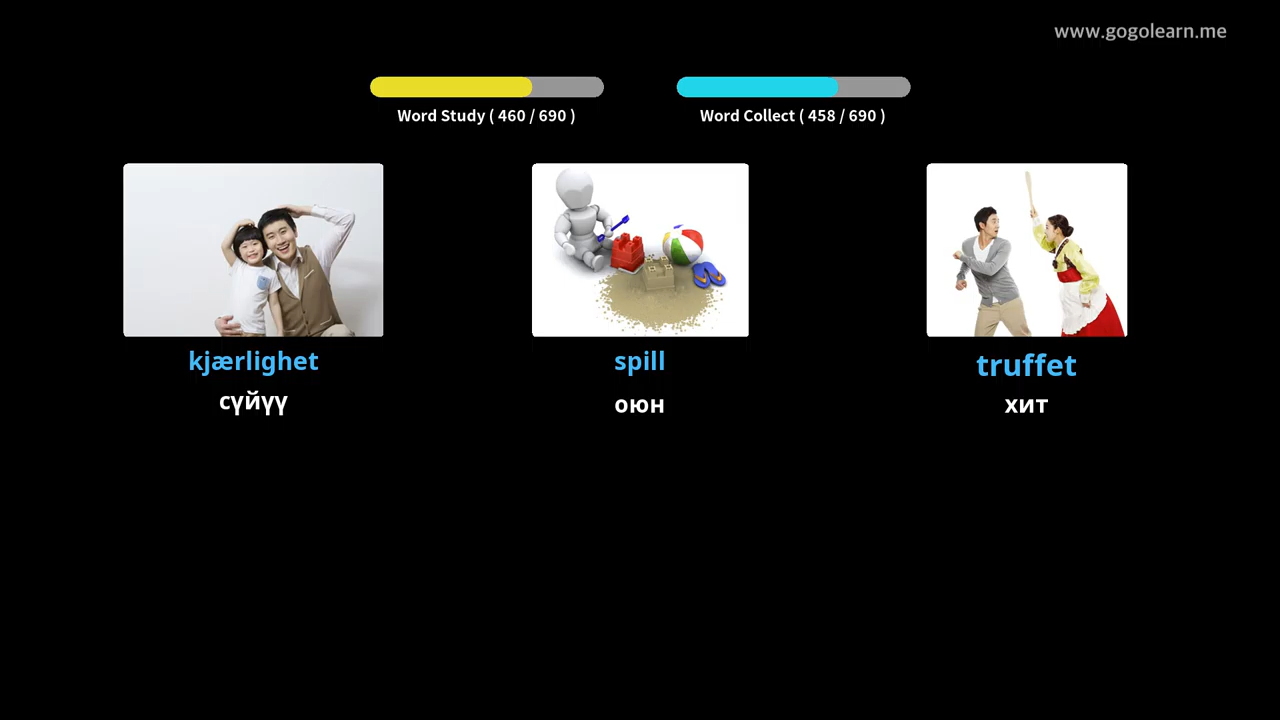 www.gogolearn.me
Word Study ( 460 / 690 )
Word Collect ( 458 / 690 )
kjærlighet
сүйүү
spill
оюн
truffet
хит